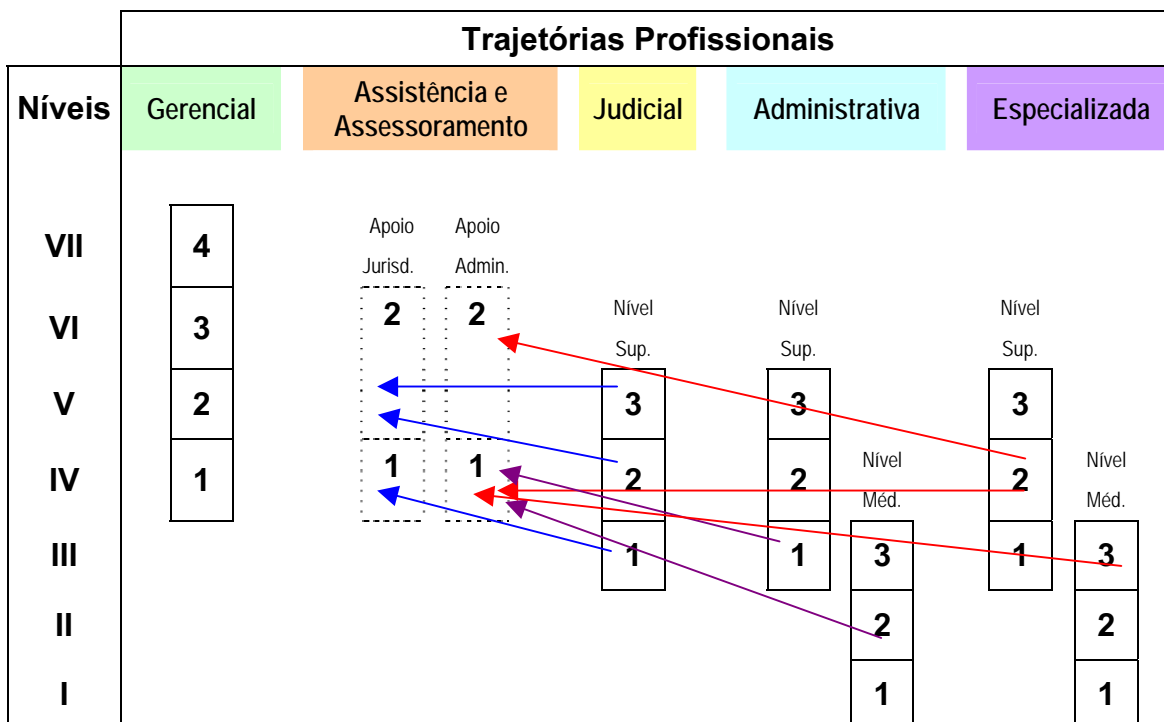 Trajetórias Profissionais
Níveis
Gerencial
Assistência e
Assessoramento
Judicial
Administrativa
Especializada
VII
4
Apoio
Jurisd.
Apoio
Admin.
VI
3
2
2
Nível
Sup.
Nível
Sup.
Nível
Sup.
V
2
3
3
3
IV
1
1
1
2
2
Nível
Méd.
2
Nível
Méd.
III
1
1
3
1
3
II
2
2
I
1
1